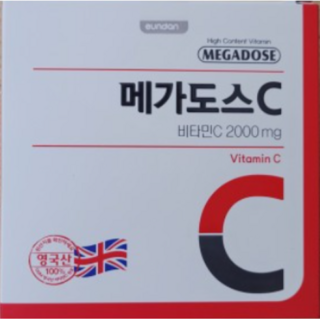 eundan
High Content Vitamin
MEGADOSE
메가도스C
비타민C 2000mg
Vitamin C
C
영국산
100%